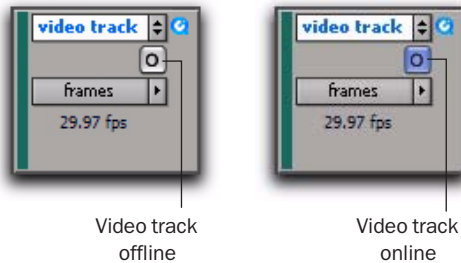 video track
O
frames
29.97 fps
Video track
offline
video track
O
frames
29.97 fps
Video track
online